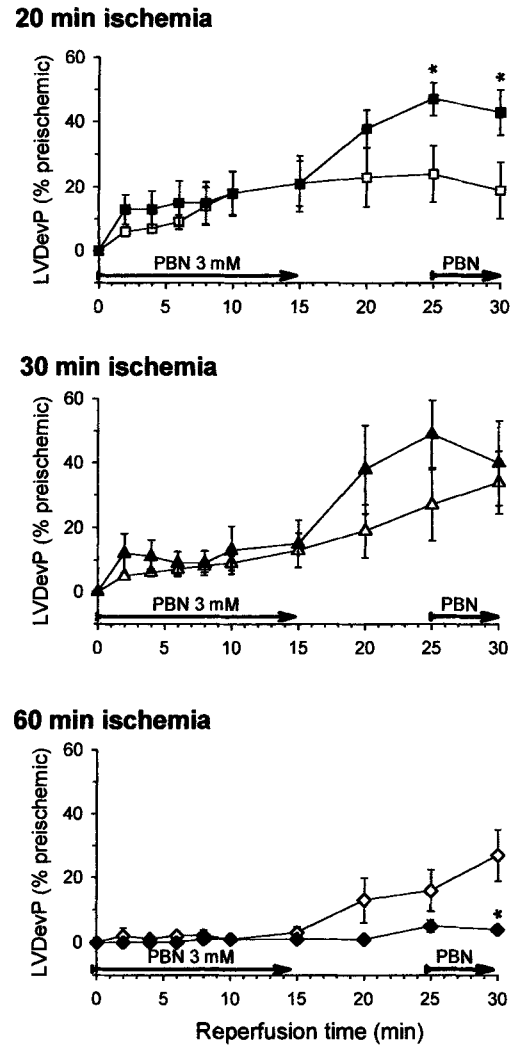 20 min ischemia
LVDevP (% preischemic)
60
40
20
0
* *
PBN 3 mM PBN
0 5 10 15 20 25 30
30 min ischemia
LVDevP (% preischemic)
60
40
20
0
PBN 3 mM PBN
0 5 10 15 20 25 30
60 min ischemia
LVDevP (% preischemic)
60
40
20
0
*
PBN 3 mM PBN
0 5 10 15 20 25 30
Reperfusion time (min)